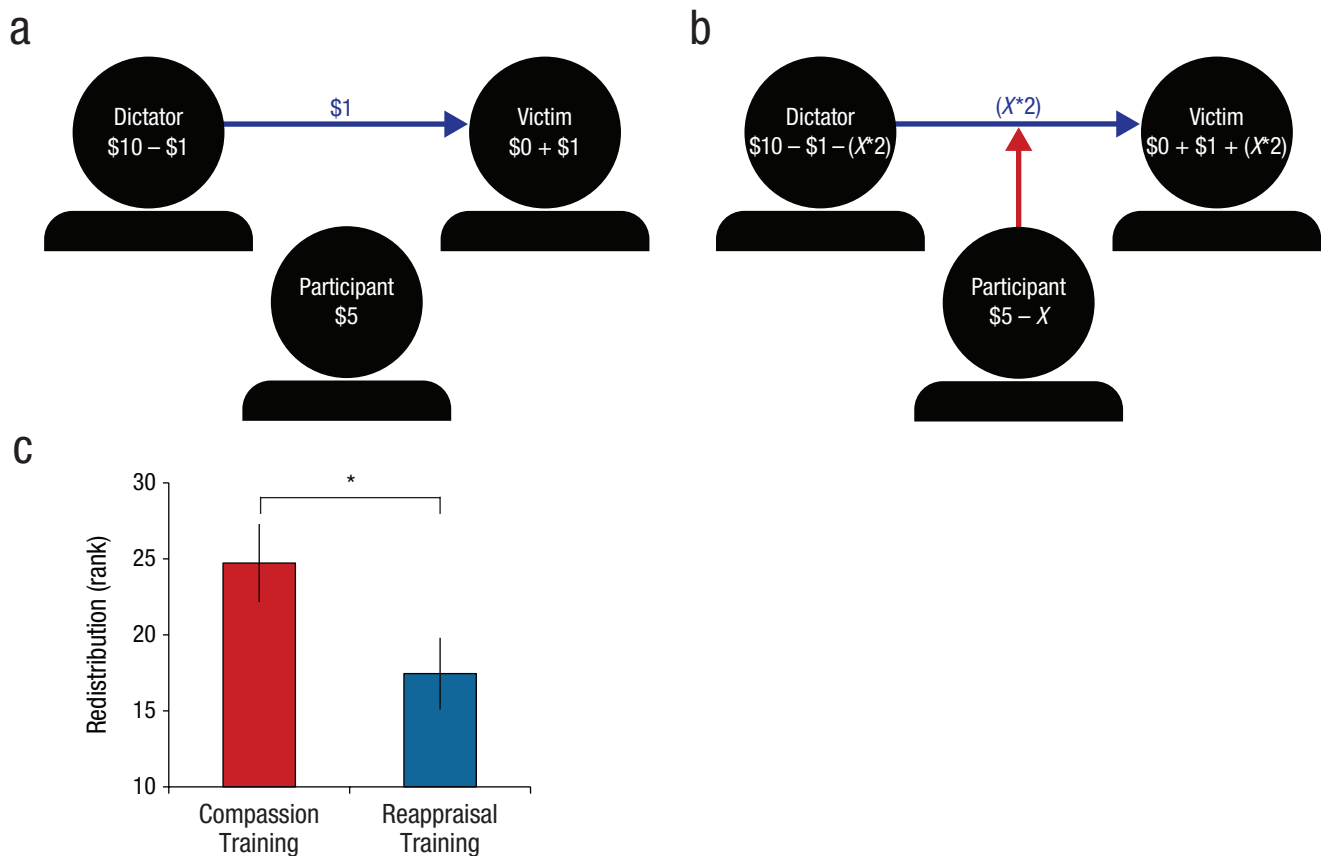 a
Dictator
$10 – $1
$1
Victim
$0 + $1
Participant
$5
b
Dictator
$10 – $1 – (X*2)
(X*2)
Victim
$0 + $1 + (X*2)
Participant
$5 – X
c
Redistribution (rank)
30
25
20
15
10
*
Compassion
Training
Reappraisal
Training